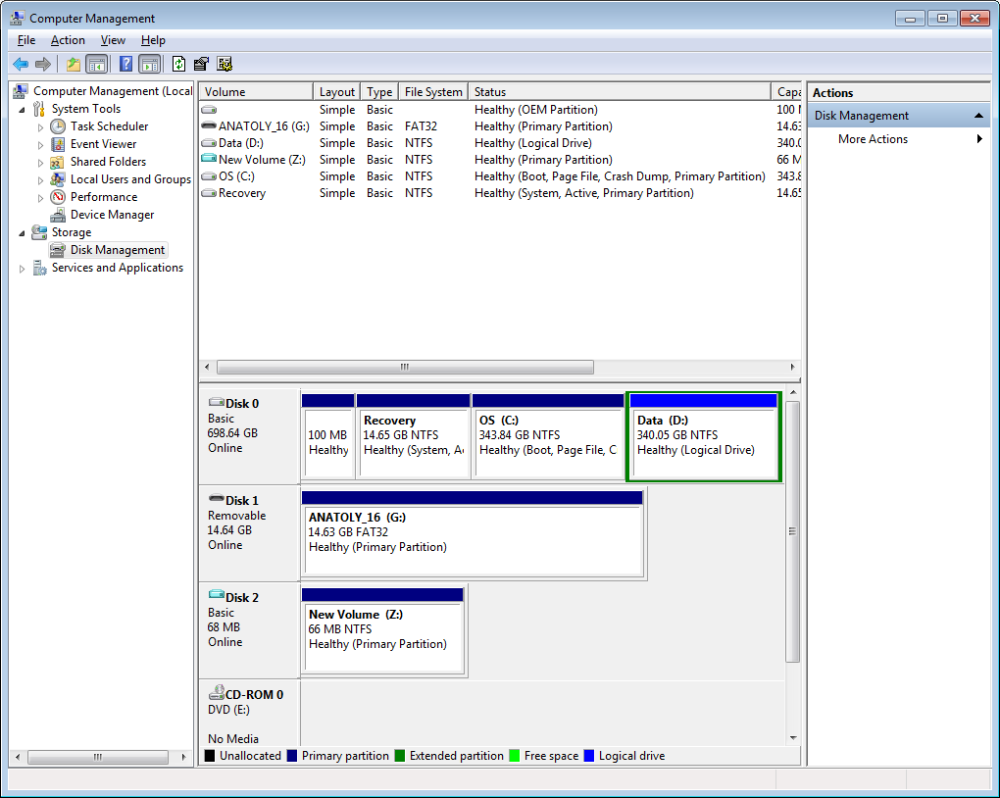 Computer Management
File Action View Help
Computer Management (Local
System Tools
Task Scheduler
Event Viewer
Shared Folders
Local Users and Groups
Performance
Device Manager
Storage
Disk Management
Services and Applications
Volume Layout Type File System Status Capa
Simple Basic Healthy (OEM Partition) 100 M
ANATOLY_16 (G:) Simple Basic FAT32 Healthy (Primary Partition) 14.63
Data (D:) Simple Basic NTFS Healthy (Logical Drive) 340.0
New Volume (Z:) Simple Basic NTFS Healthy (Primary Partition) 66 M
OS (C:) Simple Basic NTFS Healthy (Boot, Page File, Crash Dump, Primary Partition) 343.8
Recovery Simple Basic NTFS Healthy (System, Active, Primary Partition) 14.65
Disk 0
Basic
698.64 GB
Online
100 MB
Healthy
Recovery
14.65 GB NTFS
Healthy (System, Ac
OS (C:)
343.84 GB NTFS
Healthy (Boot, Page File, C
Data (D:)
340.05 GB NTFS
Healthy (Logical Drive)
Disk 1
Removable
14.64 GB
Online
ANATOLY_16 (G:)
14.63 GB FAT32
Healthy (Primary Partition)
Disk 2
Basic
68 MB
Online
New Volume (Z:)
66 MB NTFS
Healthy (Primary Partition)
CD-ROM 0
DVD (E:)
No Media
Unallocated Primary partition Extended partition Free space Logical drive
Actions
Disk Management
More Actions